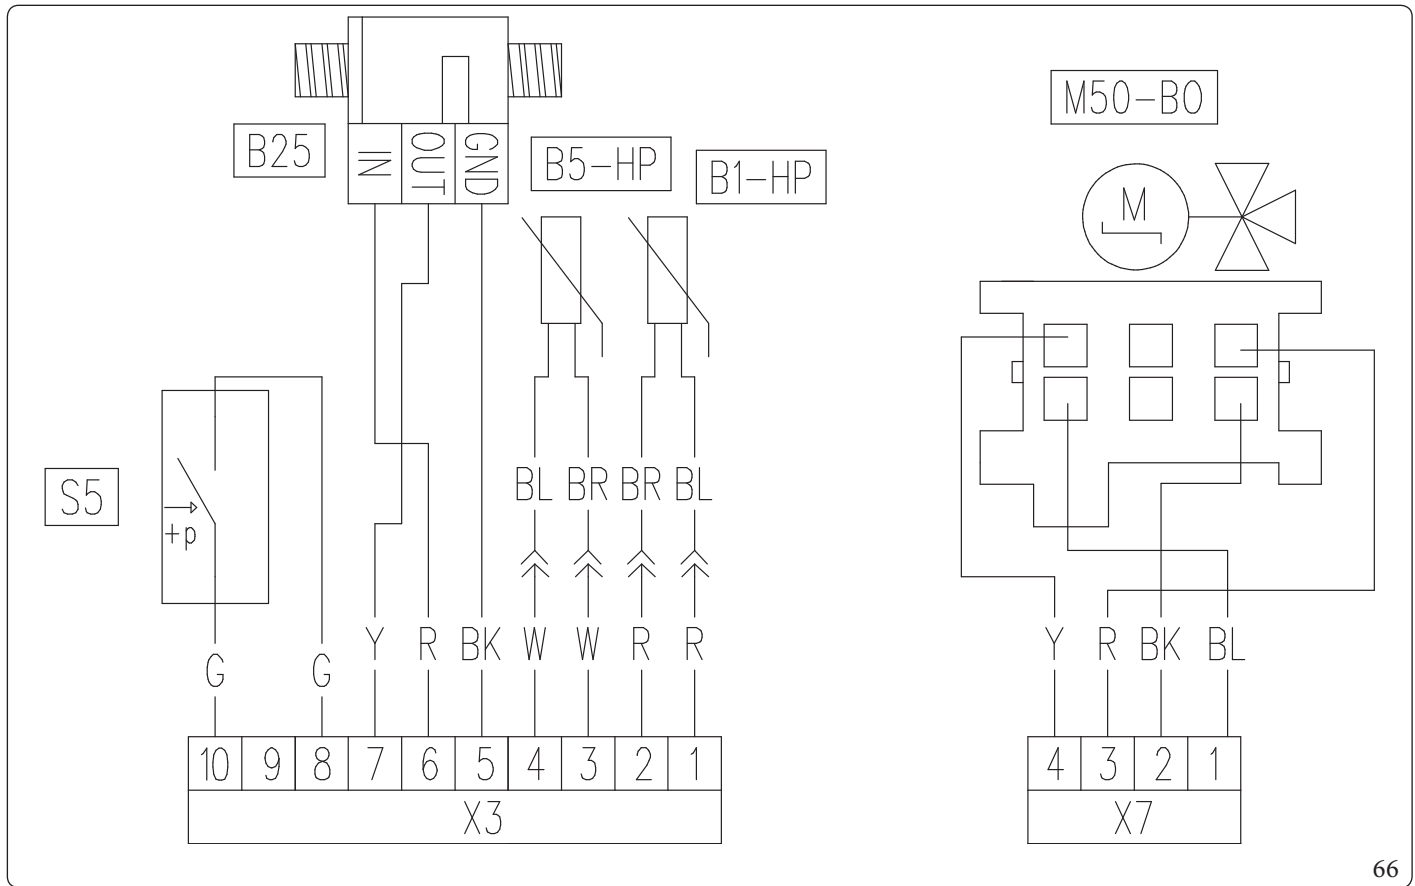 M50-B0
B25
IN OUT GND
B5-HP
B1-HP
M
S5
+p
BL BR BR BL
Y R BK W W R R
G G
Y R BK BL
10 9 8 7 6 5 4 3 2 1
X3
4 3 2 1
X7
66